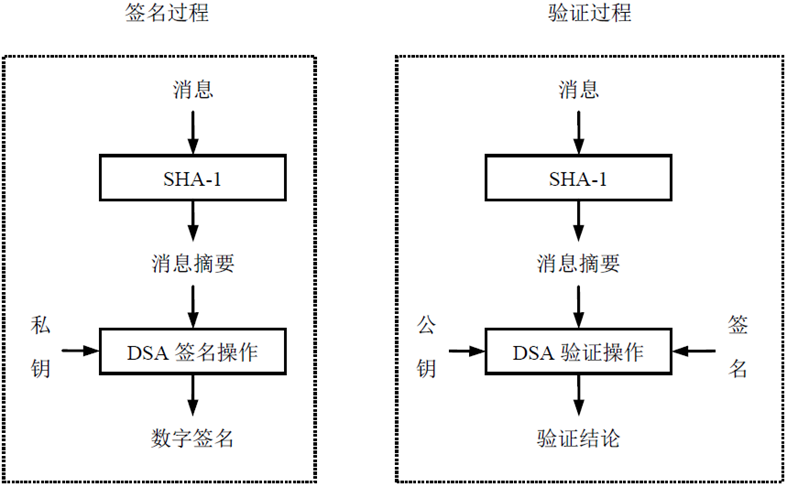 签名过程
消息
SHA-1
消息摘要
私钥
DSA 签名操作
数字签名
验证过程
消息
SHA-1
消息摘要
公钥
DSA 验证操作
签名
验证结论